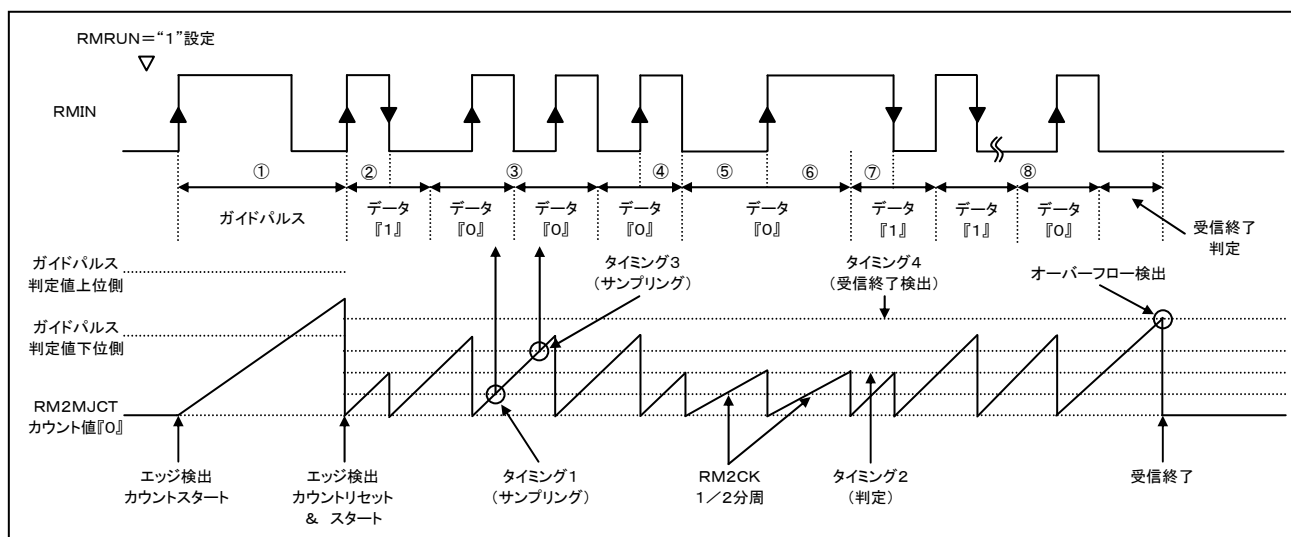 RMRUN=“1”設定
RMIN
① ② ③ ④ ⑤ ⑥ ⑦ ⑧
ガイドパルス
データ
『1』
データ
『0』
データ
『0』
データ
『0』
データ
『0』
データ
『1』
データ
『1』
データ
『0』
受信終了
判定
ガイドパルス
判定値上位側
タイミング3
(サンプリング)
タイミング4
(受信終了検出)
オーバーフロー検出
ガイドパルス
判定値下位側
RM2MJCT
カウント値『0』
エッジ検出
カウントスタート
エッジ検出
カウントリセット
& スタート
タイミング1
(サンプリング)
RM2CK
1/2分周
タイミング2
(判定)
受信終了